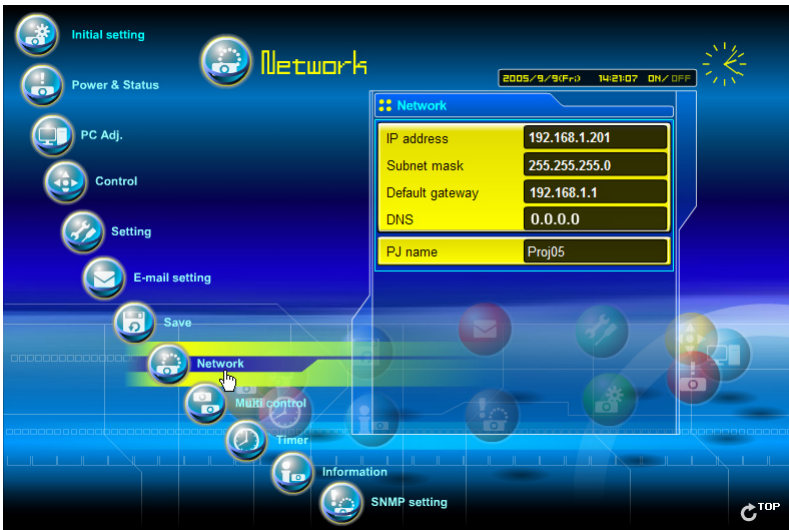 Initial setting
Power & Status
PC Adj.
Control
Setting
E-mail setting
Save
Network
Multi control
Timer
Information
SNMP setting
Network
2005/9/9(Fri) 14:21:07 ON/OFF
Network
IP address 192.168.1.201
Subnet mask 255.255.255.0
Default gateway 192.168.1.1
DNS 0.0.0.0
PJ name Proj05
TOP